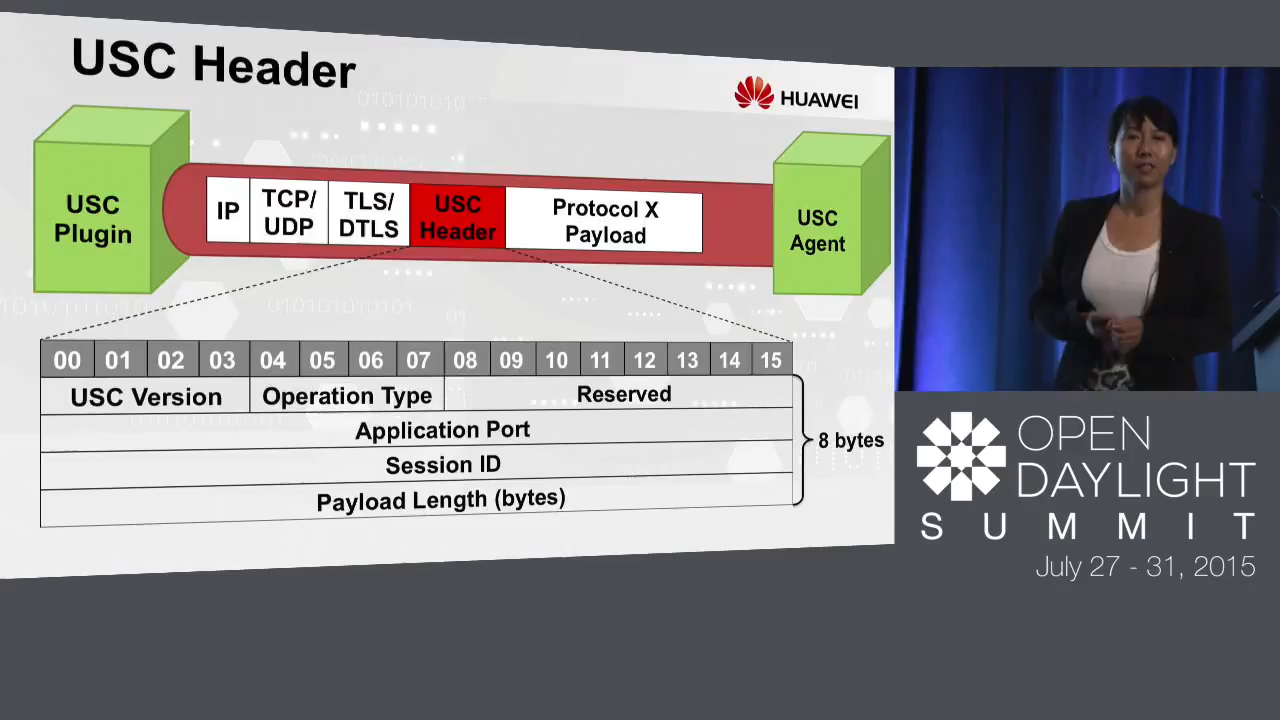 USC Header
HUAWEI
USC
Plugin
IP
TCP/
UDP
TLS/
DTLS
USC
Header
Protocol X
Payload
USC
Agent
00 01 02 03 04 05 06 07 08 09 10 11 12 13 14 15
USC Version Operation Type Reserved
Application Port
Session ID
Payload Length (bytes)
8 bytes
OPEN
DAYLIGHT
SUMMIT
July 27 - 31, 2015